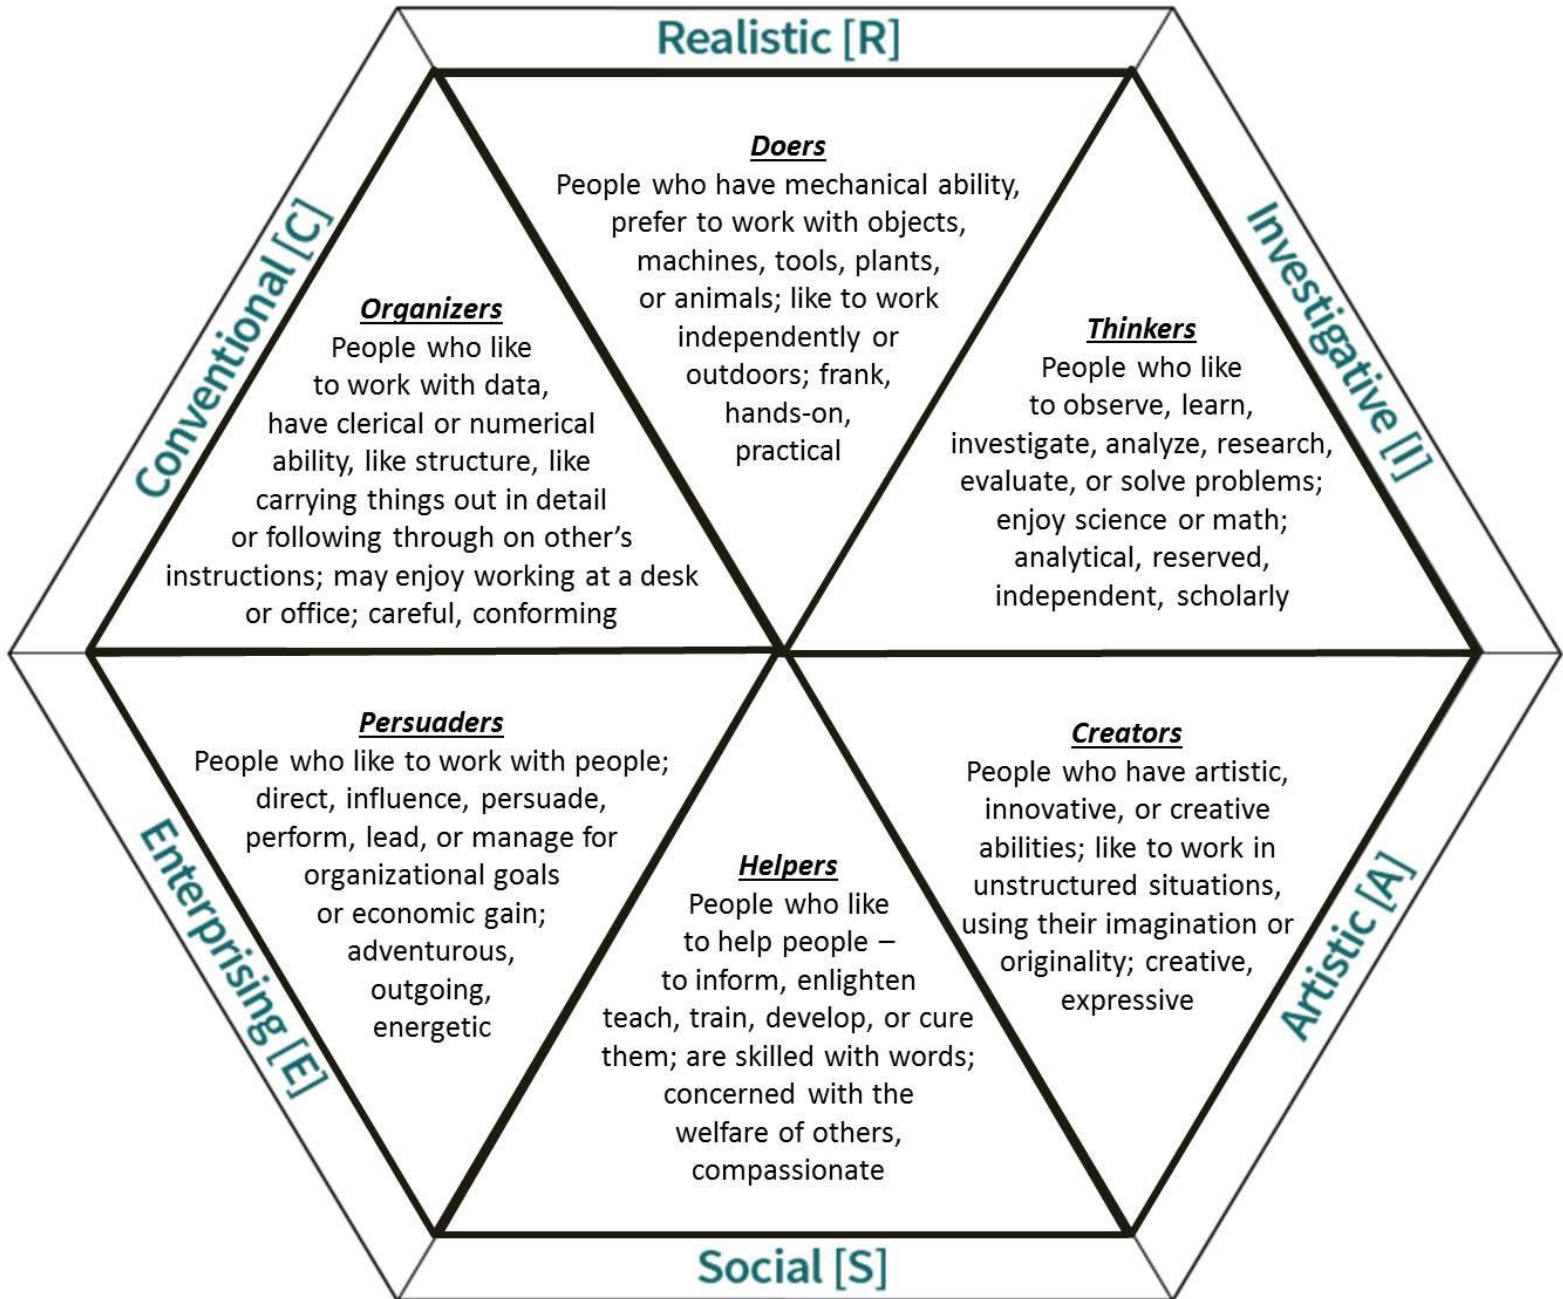 Realistic [R]
Doers
People who have mechanical ability,
prefer to work with objects,
machines, tools, plants,
or animals; like to work
independently or
outdoors; frank,
hands-on,
practical
Investigative [I]
Thinkers
People who like
to observe, learn,
investigate, analyze, research,
evaluate, or solve problems;
enjoy science or math;
analytical, reserved,
independent, scholarly
Artistic [A]
Creators
People who have artistic,
innovative, or creative
abilities; like to work in
unstructured situations,
using their imagination or
originality; creative,
expressive
Social [S]
Helpers
People who like
to help people –
to inform, enlighten
teach, train, develop, or cure
them; are skilled with words;
concerned with the
welfare of others,
compassionate
Enterprising [E]
Persuaders
People who like to work with people;
direct, influence, persuade,
perform, lead, or manage for
organizational goals
or economic gain;
adventurous,
outgoing,
energetic
Conventional [C]
Organizers
People who like
to work with data,
have clerical or numerical
ability, like structure, like
carrying things out in detail
or following through on other’s
instructions; may enjoy working at a desk
or office; careful, conforming